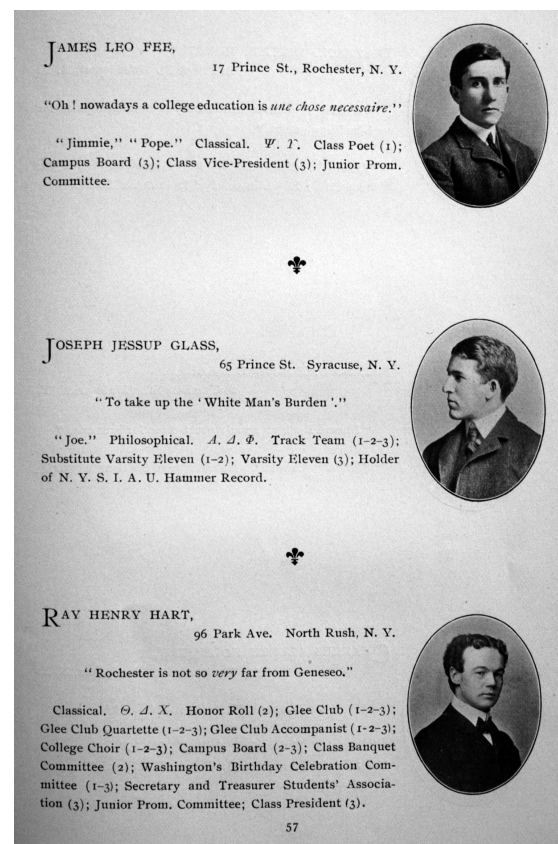 JAMES LEO FEE,
17 Prince St., Rochester, N. Y.
“Oh ! nowadays a college education is une chose necessaire.”
“ Jimmie,” “ Pope.” Classical. Ψ. Υ. Class Poet (1);
Campus Board (3); Class Vice-President (3); Junior Prom.
Committee.
JOSEPH JESSUP GLASS,
65 Prince St. Syracuse, N. Y.
“ To take up the ‘ White Man’s Burden ’.”
“ Joe.” Philosophical. Α. Δ. Φ. Track Team (1-2-3);
Substitute Varsity Eleven (1-2); Varsity Eleven (3); Holder
of N. Y. S. I. A. U. Hammer Record.
RAY HENRY HART,
96 Park Ave. North Rush, N. Y.
“ Rochester is not so very far from Geneseo.”
Classical. Θ. Δ. Χ. Honor Roll (2); Glee Club (1-2-3);
Glee Club Quartette (1-2-3); Glee Club Accompanist (1-2-3);
College Choir (1-2-3); Campus Board (2-3); Class Banquet
Committee (2); Washington’s Birthday Celebration Com-
mittee (1-3); Secretary and Treasurer Students’ Associa-
tion (3); Junior Prom. Committee; Class President (3).
57